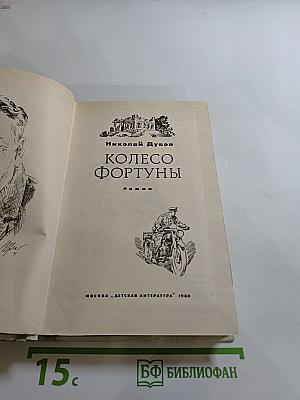 Николай Дубов
КОЛЕСО
ФОРТУНЫ
Роман
МОСКВА „ДЕТСКАЯ ЛИТЕРАТУРА" 1980
15с
БФ БИБЛИОФАН